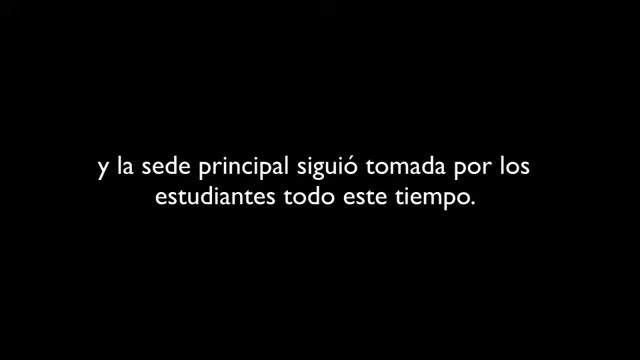 y la sede principal siguió tomada por los
estudiantes todo este tiempo.